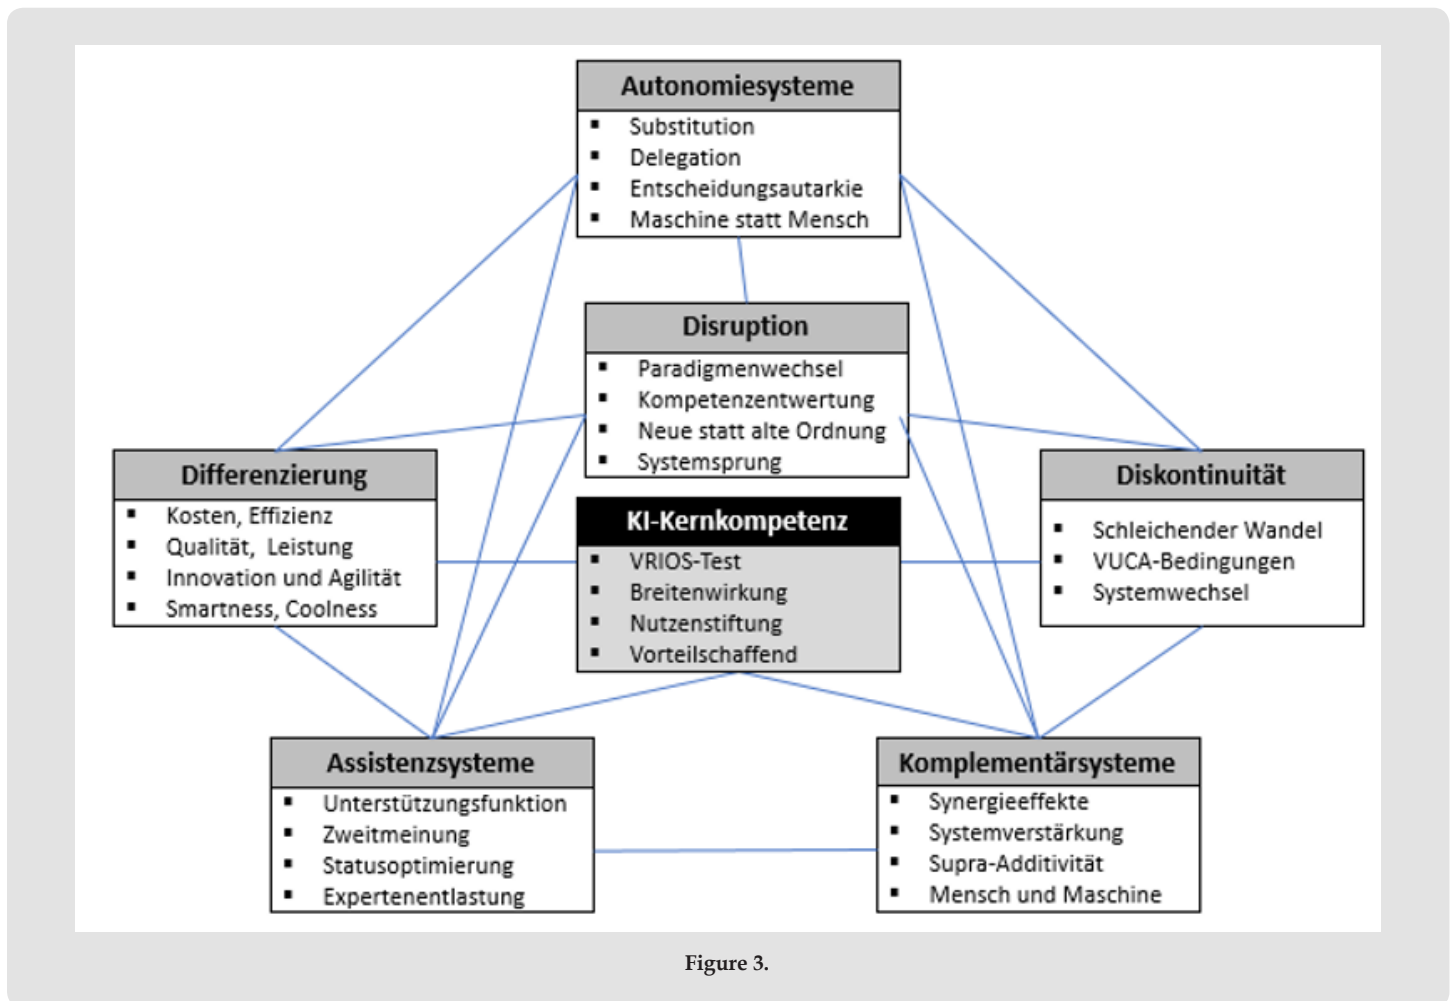 Autonomiesysteme
▪ Substitution
▪ Delegation
▪ Entscheidungsautarkie
▪ Maschine statt Mensch
Disruption
▪ Paradigmenwechsel
▪ Kompetenzentwertung
▪ Neue statt alte Ordnung
▪ Systemsprung
Differenzierung
▪ Kosten, Effizienz
▪ Qualität, Leistung
▪ Innovation und Agilität
▪ Smartness, Coolness
KI-Kernkompetenz
▪ VRIOS-Test
▪ Breitenwirkung
▪ Nutzenstiftung
▪ Vorteilschaffend
Diskontinuität
▪ Schleichender Wandel
▪ VUCA-Bedingungen
▪ Systemwechsel
Assistenzsysteme
▪ Unterstützungsfunktion
▪ Zweitmeinung
▪ Statusoptimierung
▪ Expertenentlastung
Komplementärsysteme
▪ Synergieeffekte
▪ Systemverstärkung
▪ Supra-Additivität
▪ Mensch und Maschine
Figure 3.